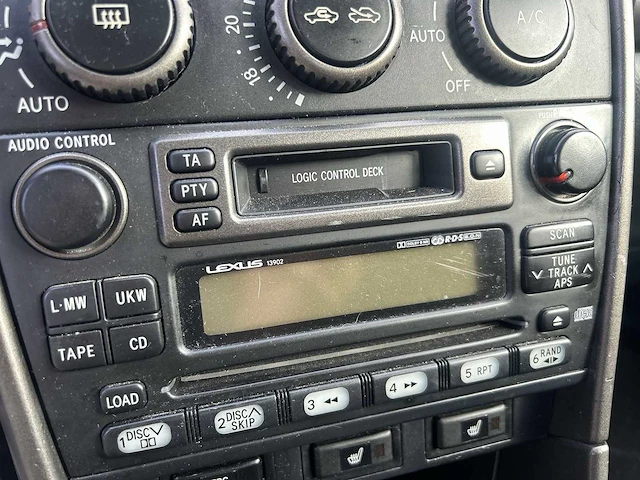 20
18
AUTO
AUTO
A/C
OFF
AUDIO CONTROL
TA
PTY
AF
LOGIC CONTROL DECK
SCAN
TUNE
TRACK
APS
LEXUS 13902
R·D·S
L·MW
UKW
TAPE
CD
LOAD
1 DISC
2 DISC
SKIP
3
4
5 RPT
6 RAND